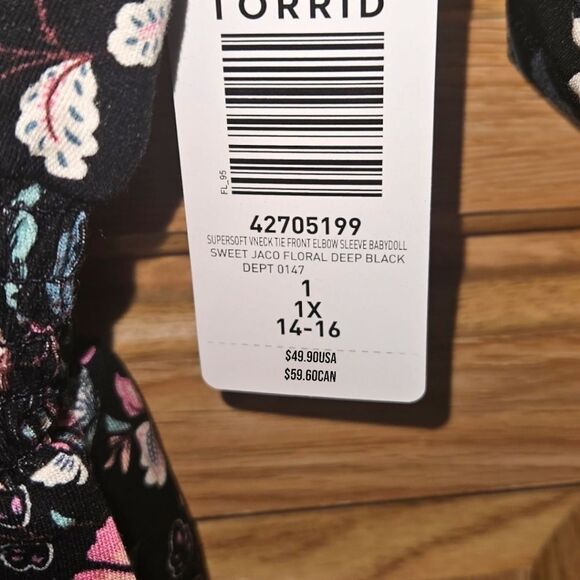 TORRID
FL_95
42705199
SUPERSOFT VNECK TIE FRONT ELBOW SLEEVE BABYDOLL
SWEET JACO FLORAL DEEP BLACK
DEPT 0147
1
1X
14-16
$49.90USA
$59.60CAN